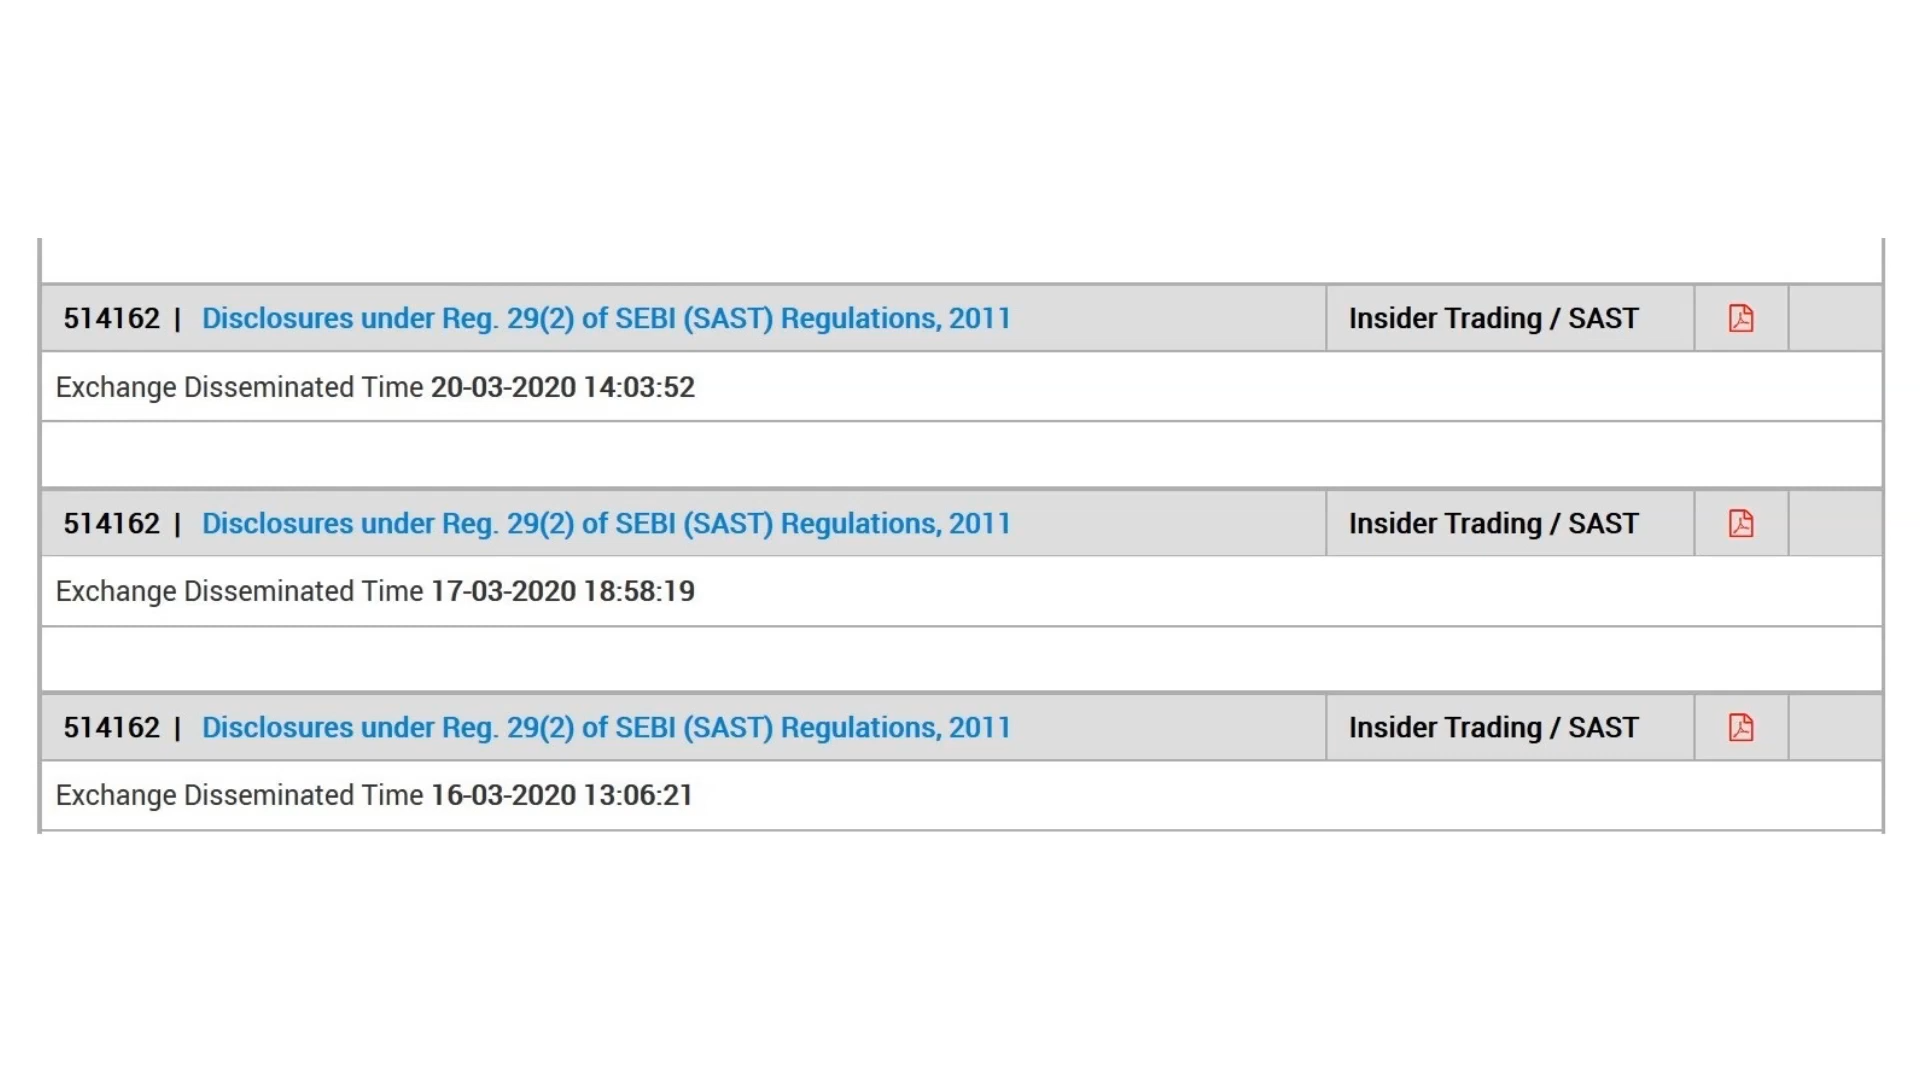 514162 | Disclosures under Reg. 29(2) of SEBI (SAST) Regulations, 2011 Insider Trading / SAST
Exchange Disseminated Time 20-03-2020 14:03:52
514162 | Disclosures under Reg. 29(2) of SEBI (SAST) Regulations, 2011 Insider Trading / SAST
Exchange Disseminated Time 17-03-2020 18:58:19
514162 | Disclosures under Reg. 29(2) of SEBI (SAST) Regulations, 2011 Insider Trading / SAST
Exchange Disseminated Time 16-03-2020 13:06:21